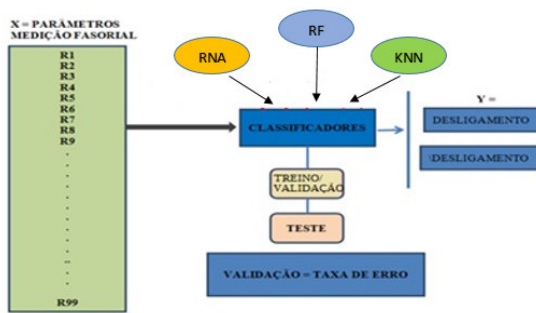 X = PARÂMETROS
MEDIÇÃO FASORIAL
R1
R2
R3
R4
R5
R6
R7
R8
R9
.
.
.
.
.
.
.
.
.
..
.
.
R99
RNA
RF
KNN
CLASSIFICADORES
TREINO/
VALIDAÇÃO
TESTE
VALIDAÇÃO = TAXA DE ERRO
Y =
DESLIGAMENTO
\DESLIGAMENTO